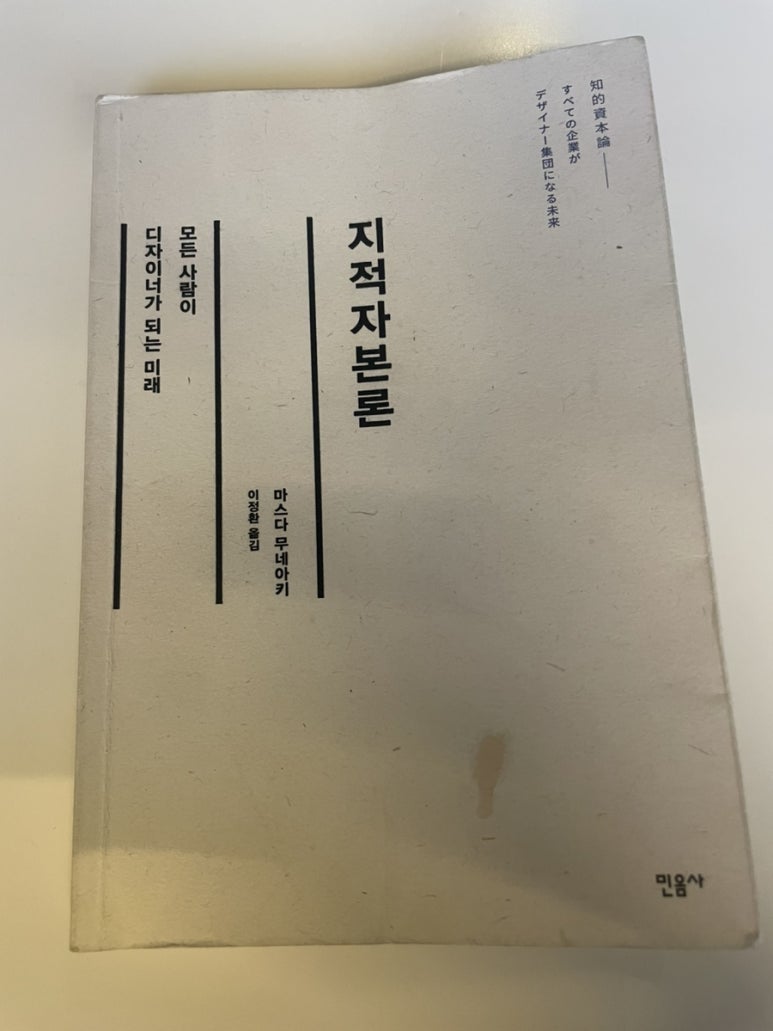 知的資本論
すべての企業が
デザイナー集団になる未来
지적자본론
마스다 무네아키
이정환 옮김
모든 사람이
디자이너가 되는 미래
민음사